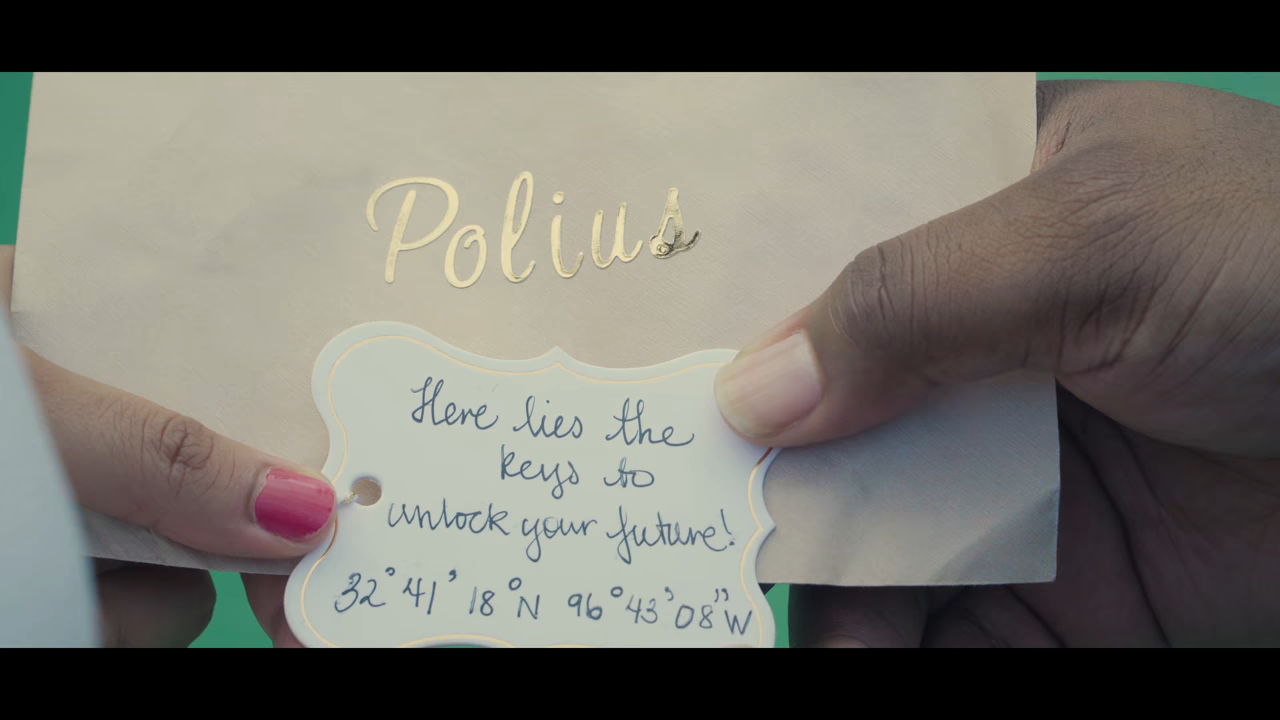 Polius
Here lies the
keys to
unlock your future!
32°41' 18°N 96°43'08"W